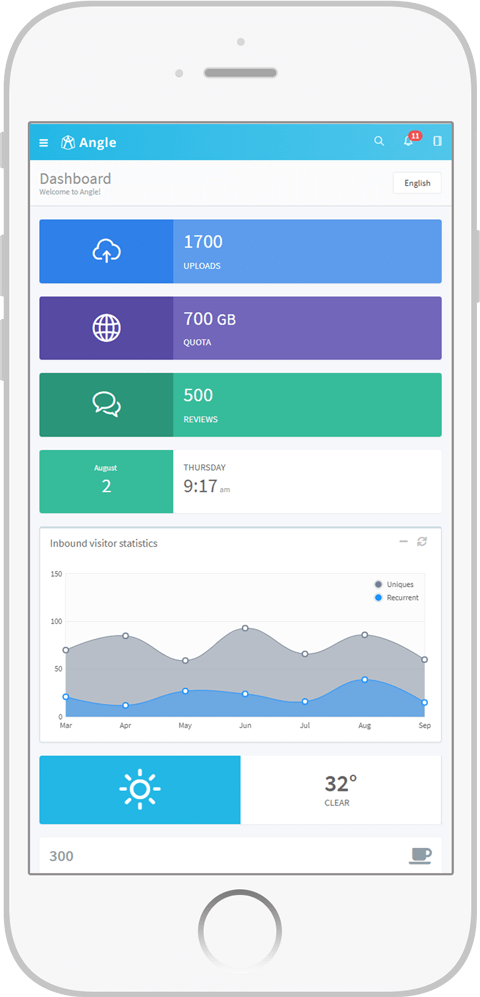 Angle
11
Dashboard
Welcome to Angle!
English
1700
UPLOADS
700 GB
QUOTA
500
REVIEWS
August
2
THURSDAY
9:17 am
Inbound visitor statistics
150
100
50
0
Uniques
Recurrent
Mar Apr May Jun Jul Aug Sep
32°
CLEAR
300